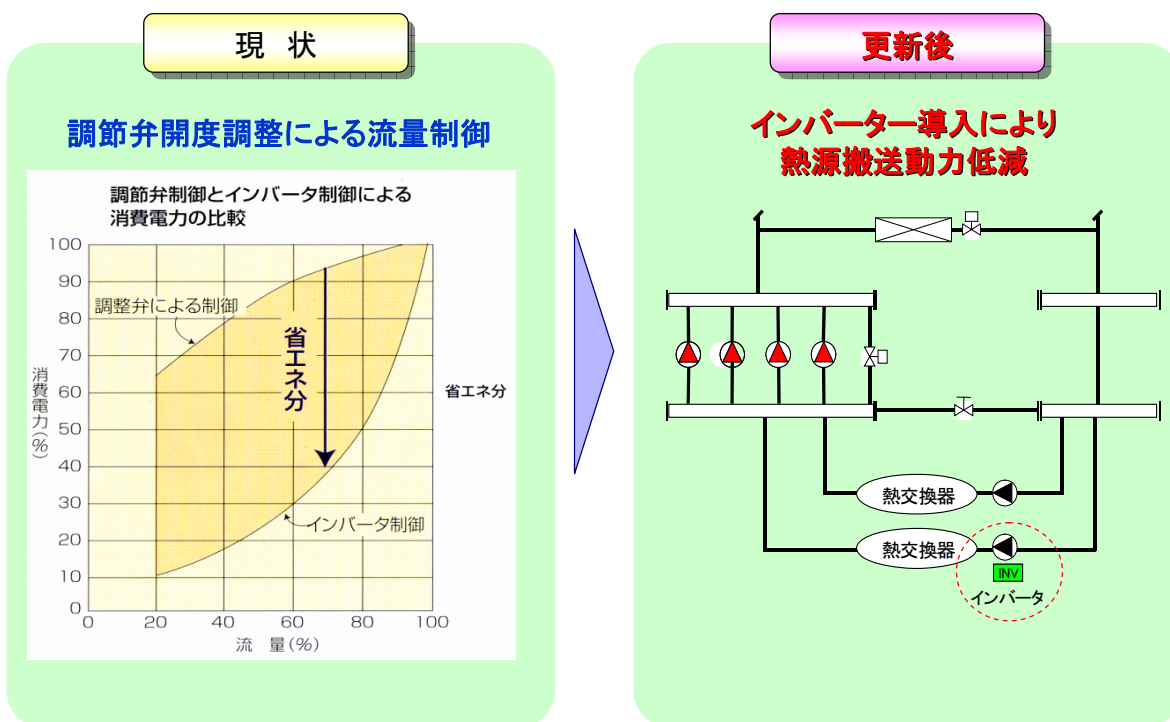 現 状
調節弁開度調整による流量制御
調節弁制御とインバータ制御による
消費電力の比較
100
90
80
70
60
50
40
30
20
10
0
消費電力(%)
調整弁による制御
省エネ分
インバータ制御
省エネ分
0
20
40
60
80
100
流 量(%)
更新後
インバーター導入により
熱源搬送動力低減
熱交換器
熱交換器
INV
インバータ